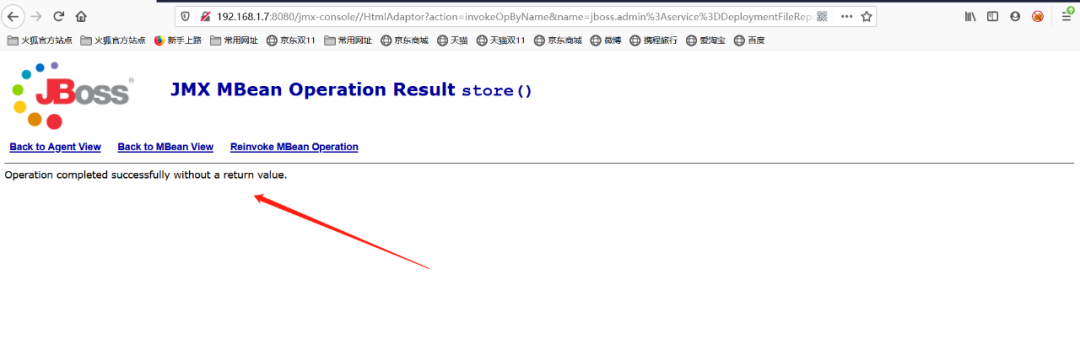 192.168.1.7:8080/jmx-console//HtmlAdaptor?action=invokeOpByName&name=jboss.admin%3Aservice%3DDeploymentFileRepo
火狐官方站点 火狐官方站点 新手上路 常用网址 京东双11 常用网址 京东商城 天猫 天猫双11 京东商城 微博 携程旅行 爱淘宝 百度
JBoss®
JMX MBean Operation Result store()
Back to Agent View Back to MBean View Reinvoke MBean Operation
Operation completed successfully without a return value.